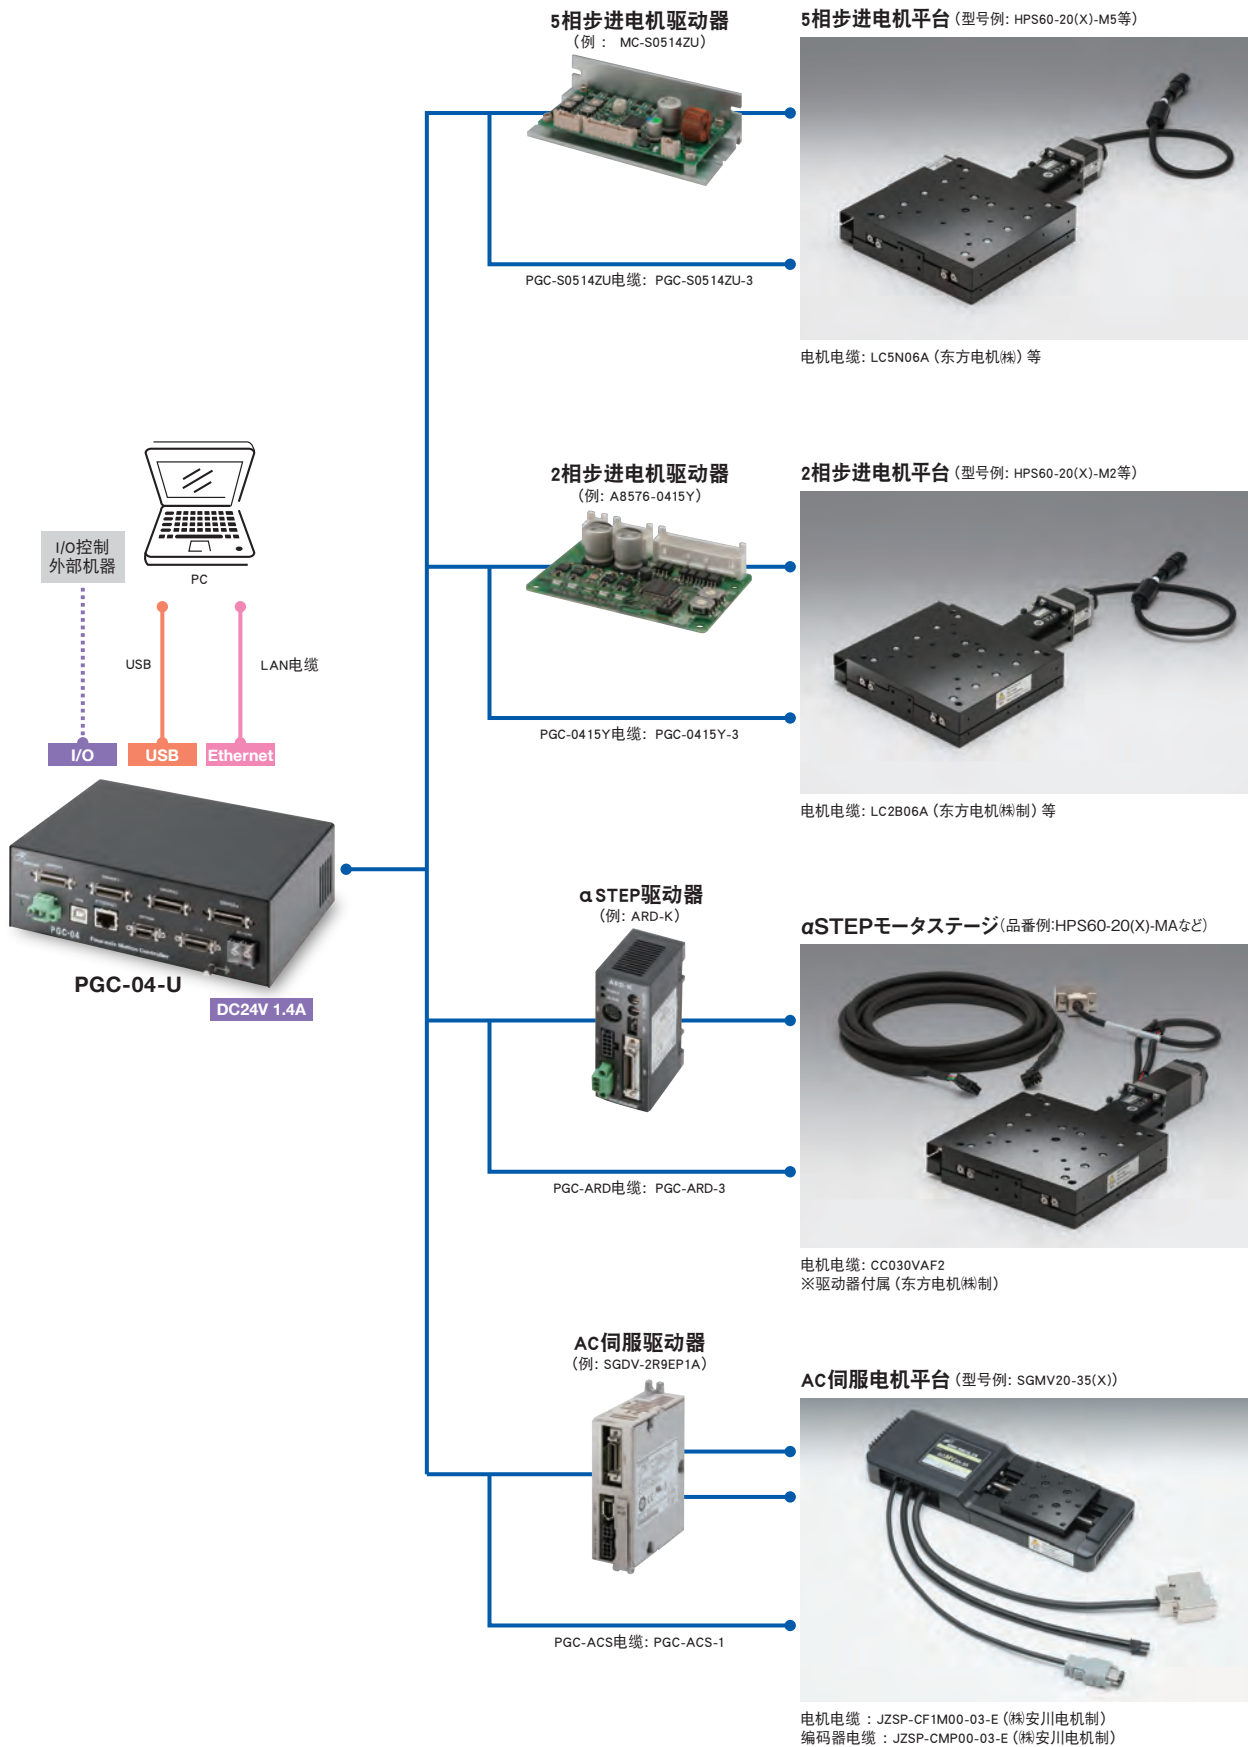 5相步进电机驱动器
（例： MC-S0514ZU）
5相步进电机平台（型号例: HPS60-20(X)-M5等）
PGC-S0514ZU电缆: PGC-S0514ZU-3
电机电缆: LC5N06A（东方电机㈱）等
2相步进电机驱动器
（例: A8576-0415Y）
2相步进电机平台（型号例: HPS60-20(X)-M2等）
I/O控制
外部机器
PC
USB
LAN电缆
PGC-0415Y电缆: PGC-0415Y-3
I/O
USB
Ethernet
电机电缆: LC2B06A（东方电机㈱制）等
PGC-04
Four-axis Motion Controller
PGC-04-U
DC24V 1.4A
αSTEP驱动器
（例: ARD-K）
ARD-K
αSTEPモータステージ（品番例:HPS60-20(X)-MAなど）
PGC-ARD电缆: PGC-ARD-3
电机电缆: CC030VAF2
※驱动器付属（东方电机㈱制）
AC伺服驱动器
（例: SGDV-2R9EP1A）
AC伺服电机平台（型号例: SGMV20-35(X)）
PGC-ACS电缆: PGC-ACS-1
电机电缆 : JZSP-CF1M00-03-E（㈱安川电机制）
编码器电缆 : JZSP-CMP00-03-E（㈱安川电机制）